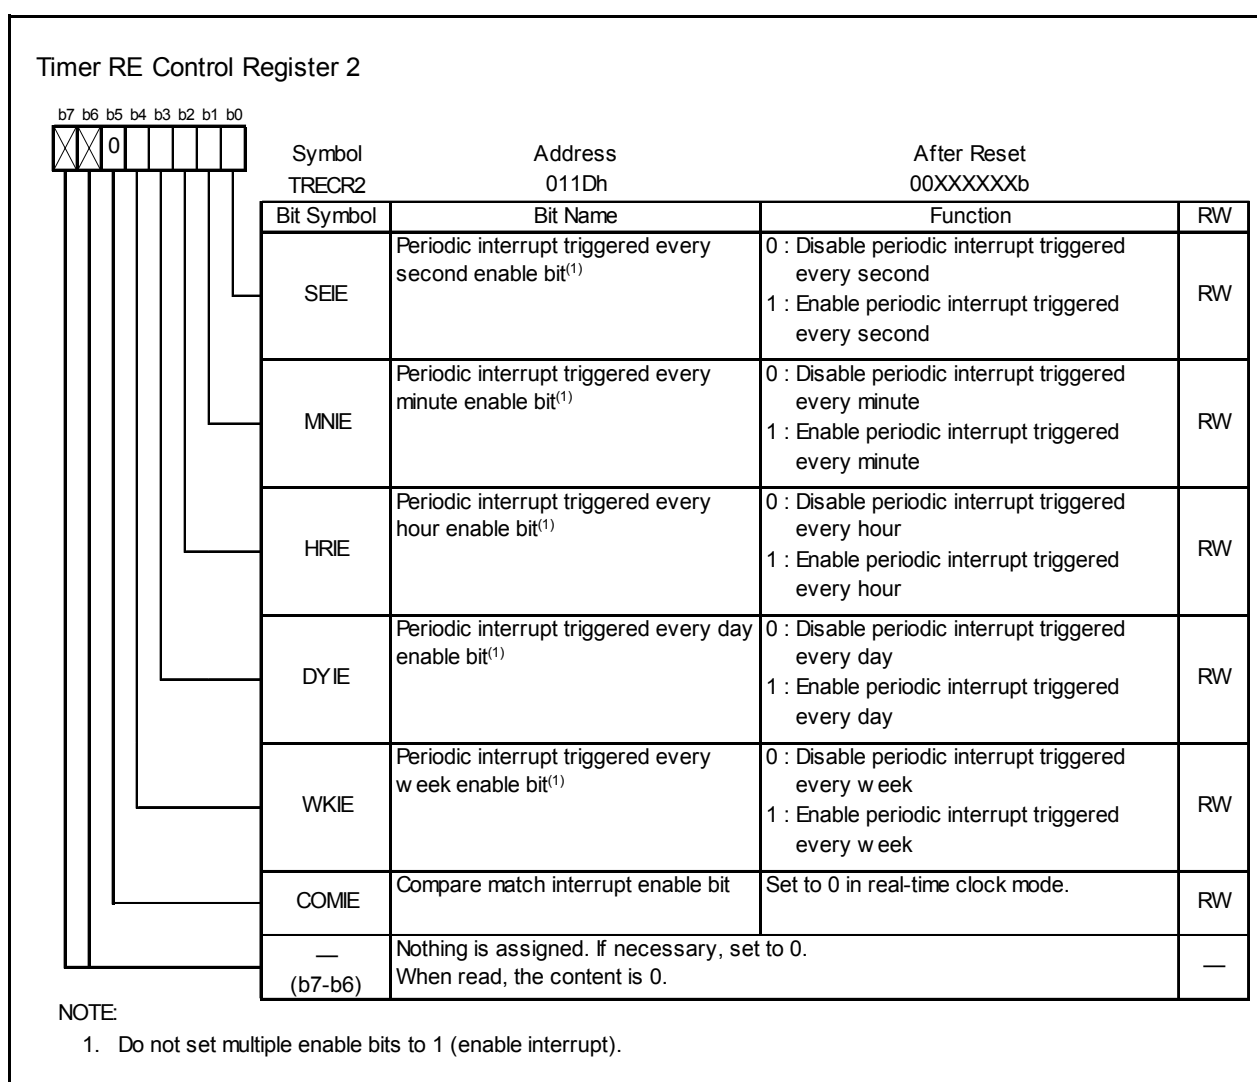 Timer RE Control Register 2
b7 b6 b5 b4 b3 b2 b1 b0
0
Symbol Address After Reset
TRECR2 011Dh 00XXXXXXb
Bit Symbol Bit Name Function RW
SEIE
Periodic interrupt triggered every
second enable bit(1)
0 : Disable periodic interrupt triggered
every second
1 : Enable periodic interrupt triggered
every second
RW
MNIE
Periodic interrupt triggered every
minute enable bit(1)
0 : Disable periodic interrupt triggered
every minute
1 : Enable periodic interrupt triggered
every minute
RW
HRIE
Periodic interrupt triggered every
hour enable bit(1)
0 : Disable periodic interrupt triggered
every hour
1 : Enable periodic interrupt triggered
every hour
RW
DYIE
Periodic interrupt triggered every day
enable bit(1)
0 : Disable periodic interrupt triggered
every day
1 : Enable periodic interrupt triggered
every day
RW
WKIE
Periodic interrupt triggered every
week enable bit(1)
0 : Disable periodic interrupt triggered
every week
1 : Enable periodic interrupt triggered
every week
RW
COMIE
Compare match interrupt enable bit
Set to 0 in real-time clock mode.
RW
—
(b7-b6)
Nothing is assigned. If necessary, set to 0.
When read, the content is 0.
—
NOTE:
1. Do not set multiple enable bits to 1 (enable interrupt).